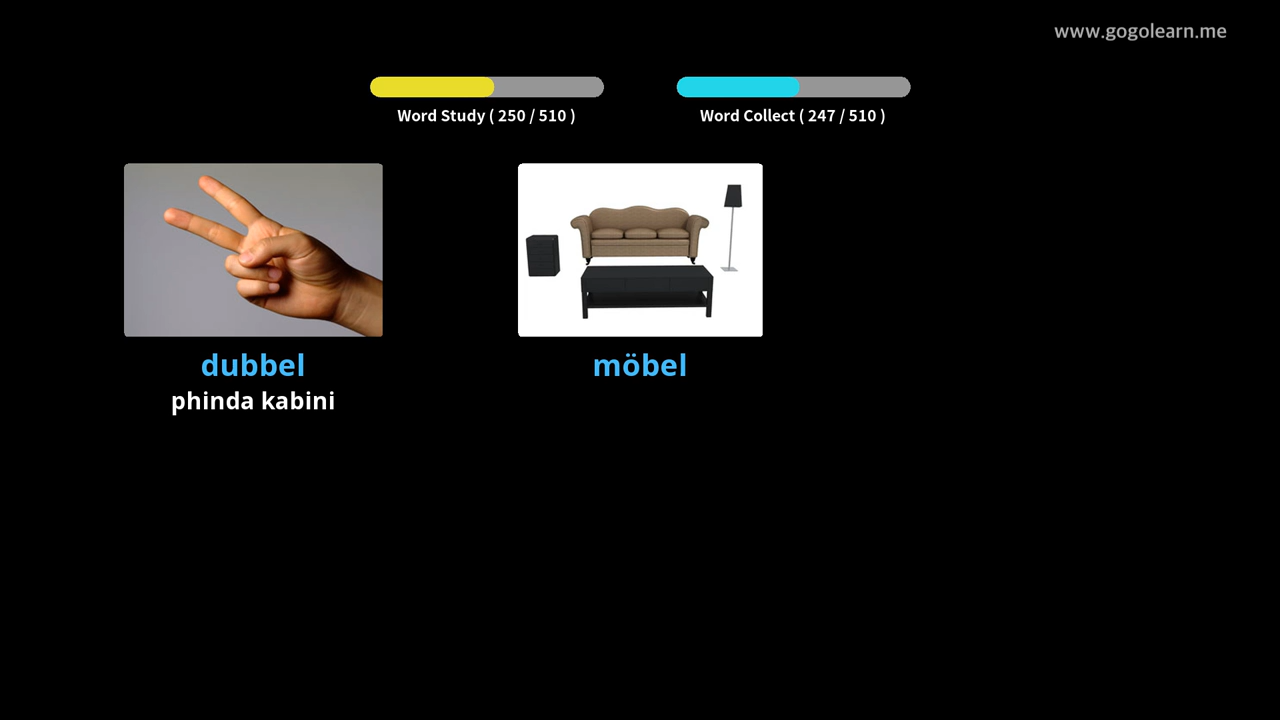 www.gogolearn.me
Word Study ( 250 / 510 )
Word Collect ( 247 / 510 )
dubbel
phinda kabini
möbel